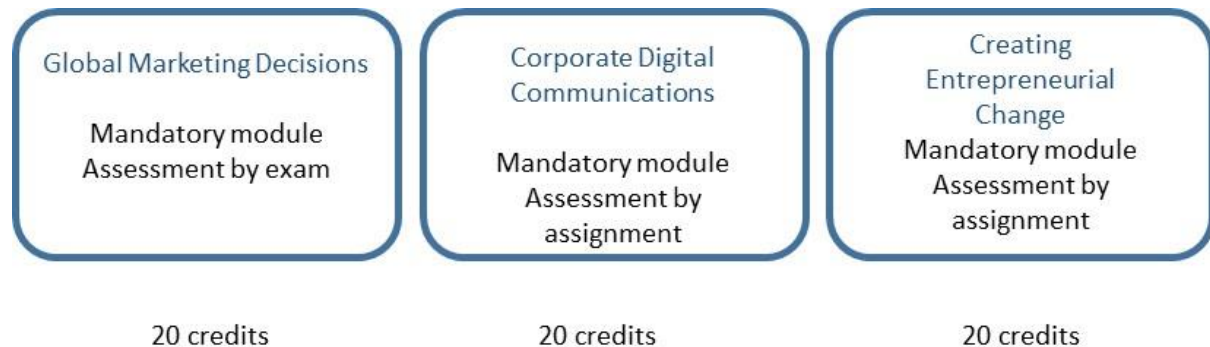 Global Marketing Decisions
Mandatory module
Assessment by exam
Corporate Digital
Communications
Mandatory module
Assessment by
assignment
Creating
Entrepreneurial
Change
Mandatory module
Assessment by
assignment
20 credits
20 credits
20 credits